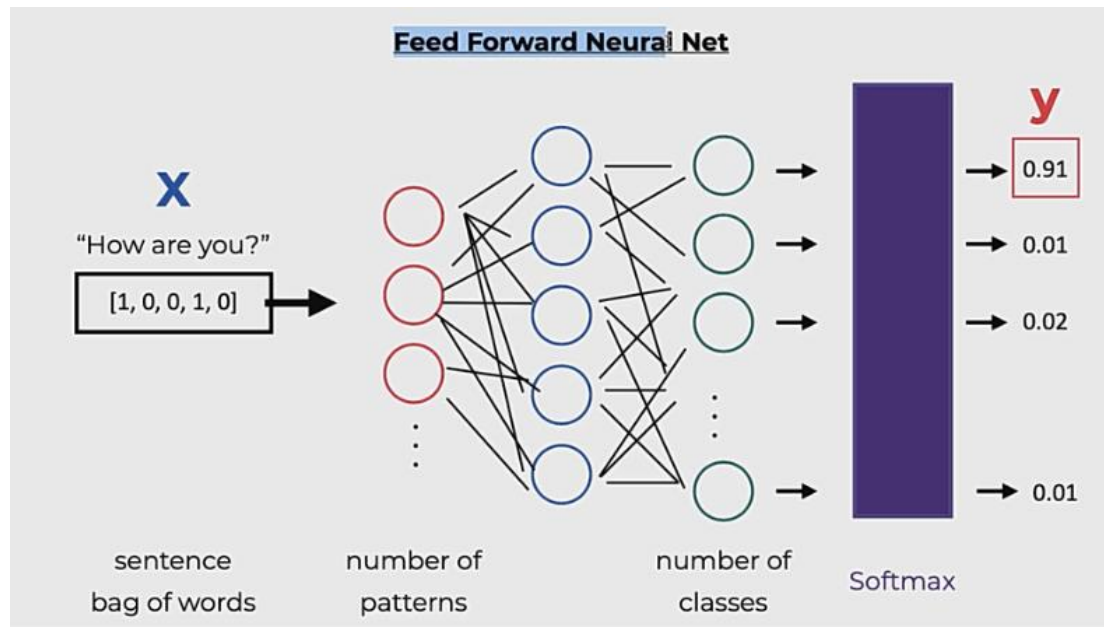 Feed Forward Neural Net
X
“How are you?”
[1, 0, 0, 1, 0]
sentence
bag of words
number of
patterns
number of
classes
Softmax
y
0.91
0.01
0.02
0.01